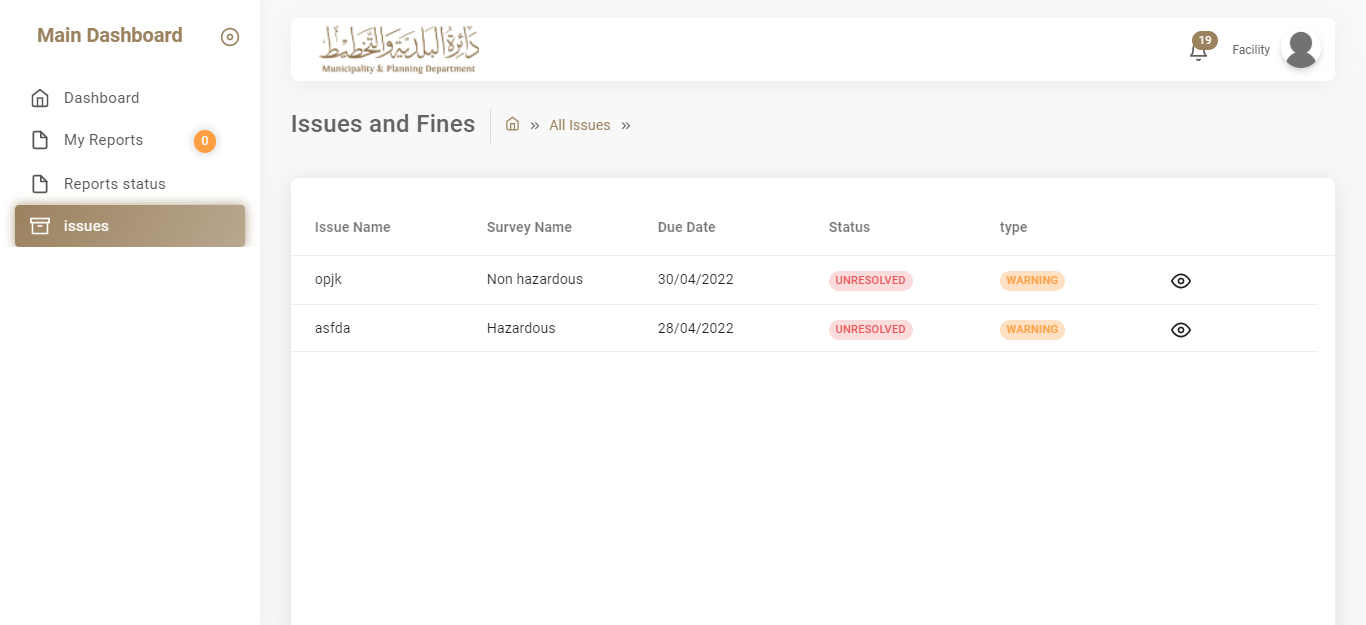 Main Dashboard
Dashboard
My Reports 0
Reports status
issues
دائرة البلدية والتخطيط
Municipality & Planning Department
19
Facility
Issues and Fines » All Issues »
Issue Name Survey Name Due Date Status type
opjk Non hazardous 30/04/2022 UNRESOLVED WARNING
asfda Hazardous 28/04/2022 UNRESOLVED WARNING